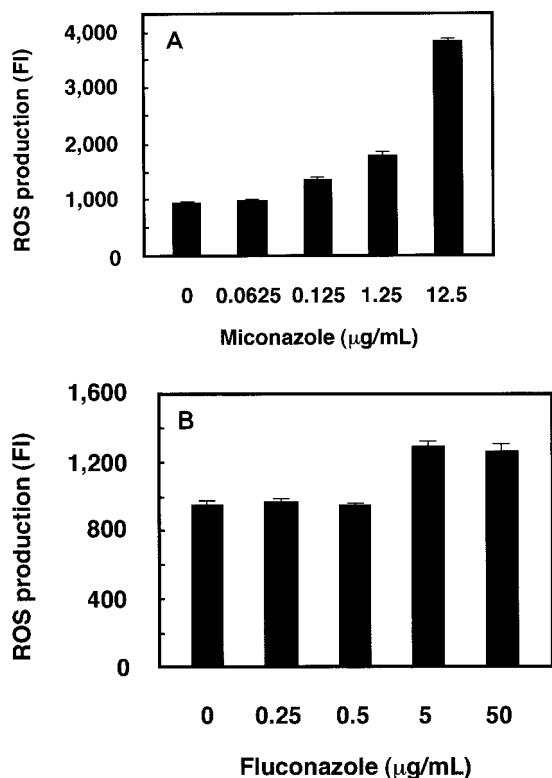 A
ROS production (FI)
4,000
3,000
2,000
1,000
0
0 0.0625 0.125 1.25 12.5
Miconazole (μg/mL)
B
ROS production (FI)
1,600
1,200
800
400
0
0 0.25 0.5 5 50
Fluconazole (μg/mL)